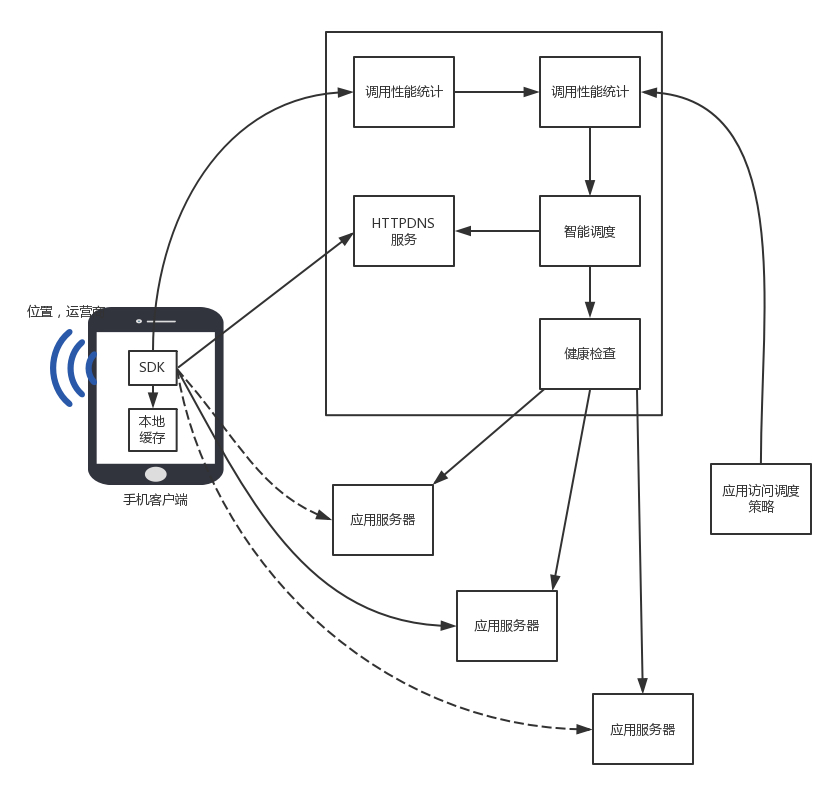 调用性能统计
调用性能统计
HTTPDNS
服务
智能调度
位置，运营
健康检查
SDK
本地
缓存
手机客户端
应用访问调度
策略
应用服务器
应用服务器
应用服务器